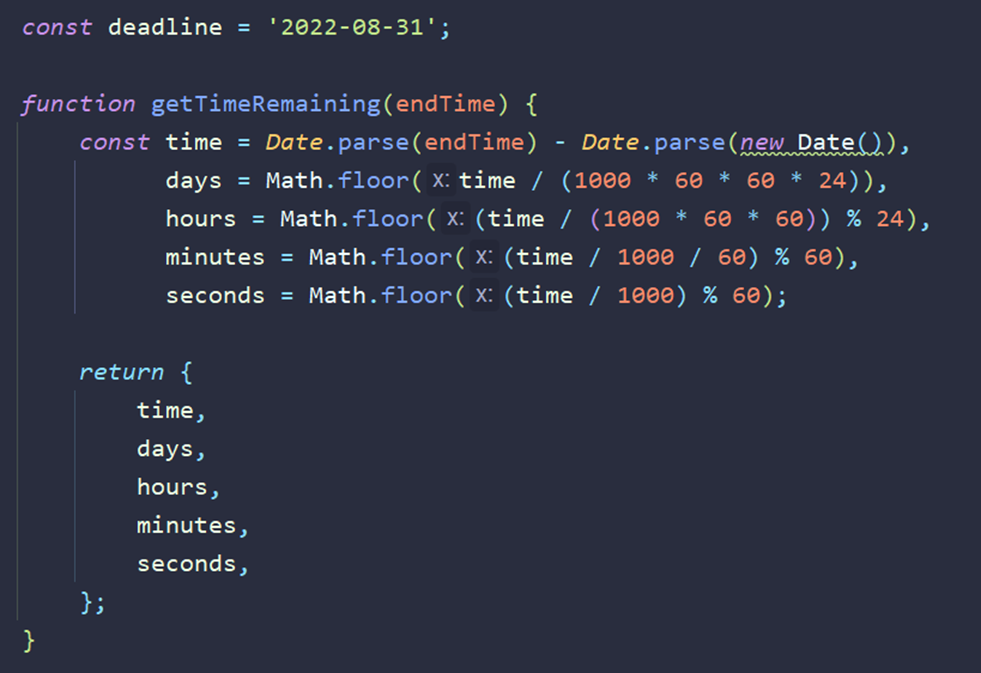 const deadline = '2022-08-31';
function getTimeRemaining(endTime) {
const time = Date.parse(endTime) - Date.parse(new Date()),
days = Math.floor( x: time / (1000 * 60 * 60 * 24)),
hours = Math.floor( x: (time / (1000 * 60 * 60)) % 24),
minutes = Math.floor( x: (time / 1000 / 60) % 60),
seconds = Math.floor( x: (time / 1000) % 60);
return {
time,
days,
hours,
minutes,
seconds,
};
}